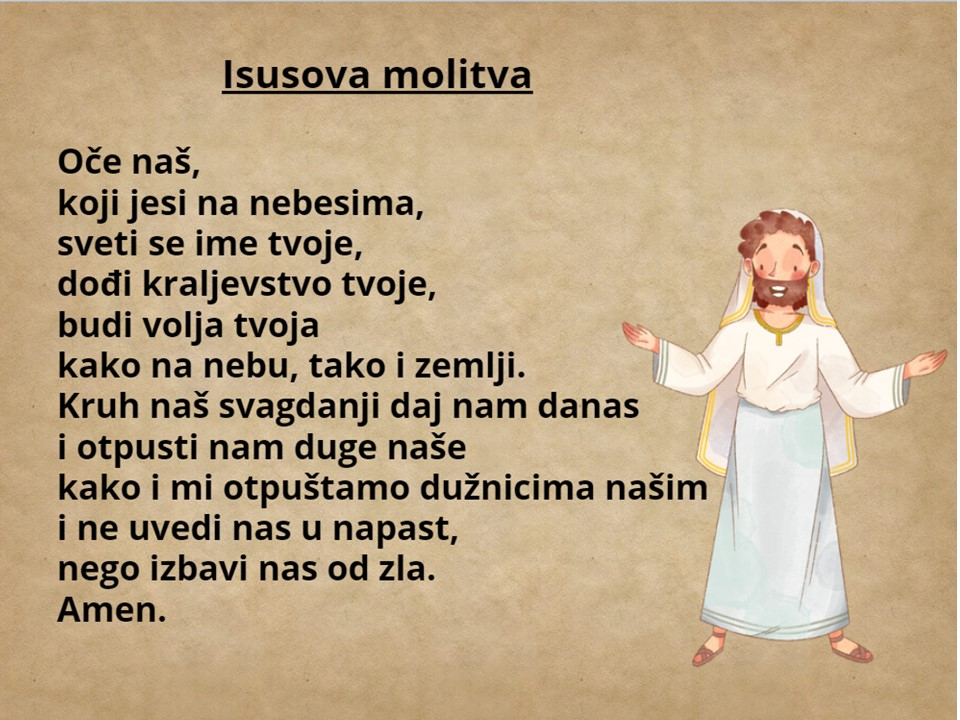 Isusova molitva
Oče naš,
koji jesi na nebesima,
sveti se ime tvoje,
dođi kraljevstvo tvoje,
budi volja tvoja
kako na nebu, tako i zemlji.
Kruh naš svagdanji daj nam danas
i otpusti nam duge naše
kako i mi otpuštamo dužnicima našim
i ne uvedi nas u napast,
nego izbavi nas od zla.
Amen.